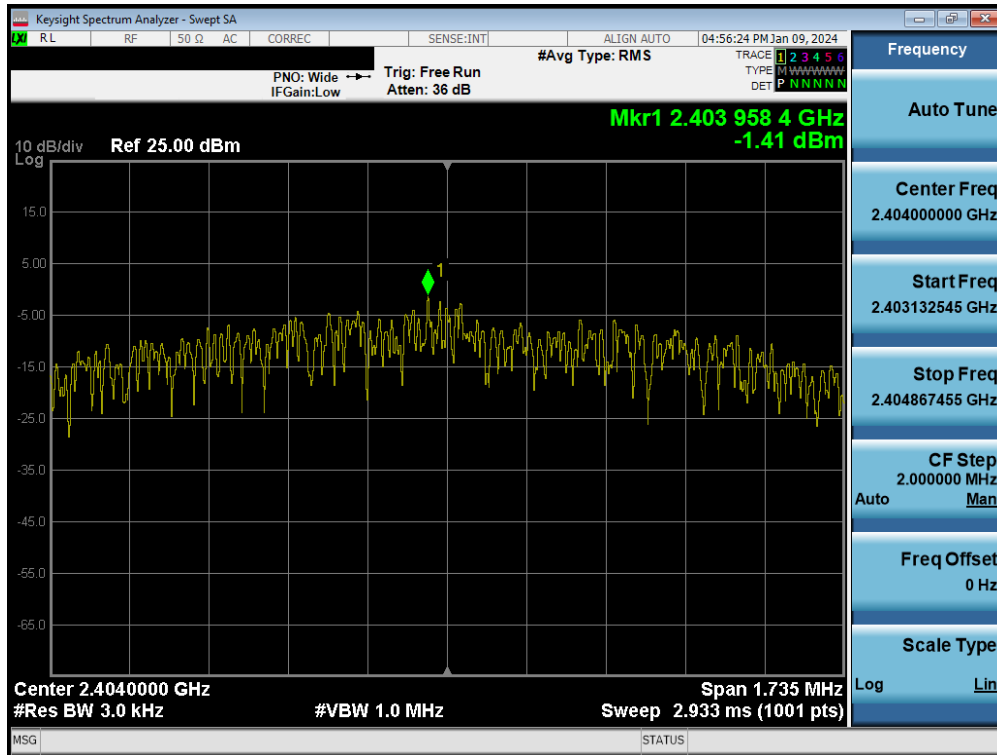 Keysight Spectrum Analyzer - Swept SA
LXI RL RF 50 Ω AC CORREC SENSE:INT ALIGN AUTO 04:56:24 PM Jan 09, 2024
PNO: Wide
IFGain:Low
Trig: Free Run
Atten: 36 dB
#Avg Type: RMS
TRACE 1 2 3 4 5 6
TYPE M WWWWW
DET P N N N N N
Mkr1 2.403 958 4 GHz
-1.41 dBm
10 dB/div Ref 25.00 dBm
Log
15.0
5.00
1
-5.00
-15.0
-25.0
-35.0
-45.0
-55.0
-65.0
Center 2.4040000 GHz Span 1.735 MHz
#Res BW 3.0 kHz #VBW 1.0 MHz Sweep 2.933 ms (1001 pts)
MSG STATUS
Frequency
Auto Tune
Center Freq
2.404000000 GHz
Start Freq
2.403132545 GHz
Stop Freq
2.404867455 GHz
CF Step
2.000000 MHz
Auto Man
Freq Offset
0 Hz
Scale Type
Log Lin